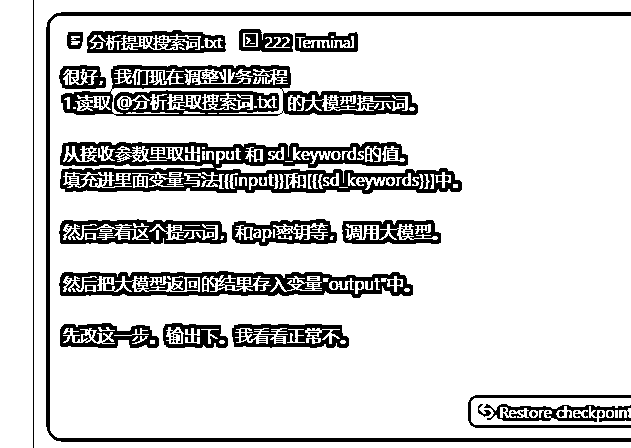 分析提取搜索词.txt 222 Terminal
很好，我们现在调整业务流程
1.读取 @分析提取搜索词.txt 的大模型提示词。
从接收参数里取出input 和 sd_keywords的值。
填充进里面变量写法[{{input}}]和[{{sd_keywords}}]中。
然后拿着这个提示词，和api密钥等，调用大模型。
然后把大模型返回的结果存入变量"output"中。
先改这一步。输出下。我看看正常不。
Restore checkpoint